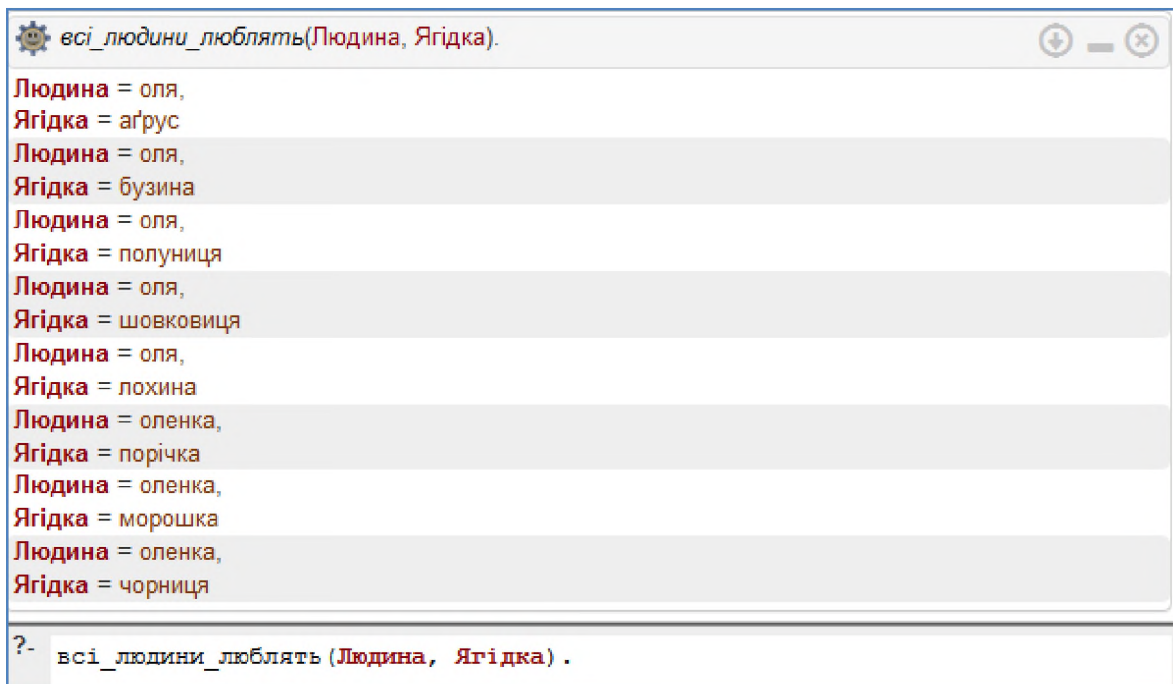 всі_людини_люблять(Людина, Ягідка).
Людина = оля,
Ягідка = аґрус
Людина = оля,
Ягідка = бузина
Людина = оля,
Ягідка = полуниця
Людина = оля,
Ягідка = шовковиця
Людина = оля,
Ягідка = лохина
Людина = оленка,
Ягідка = порічка
Людина = оленка,
Ягідка = морошка
Людина = оленка,
Ягідка = чорниця
?- всі_людини_люблять(Людина, Ягідка).